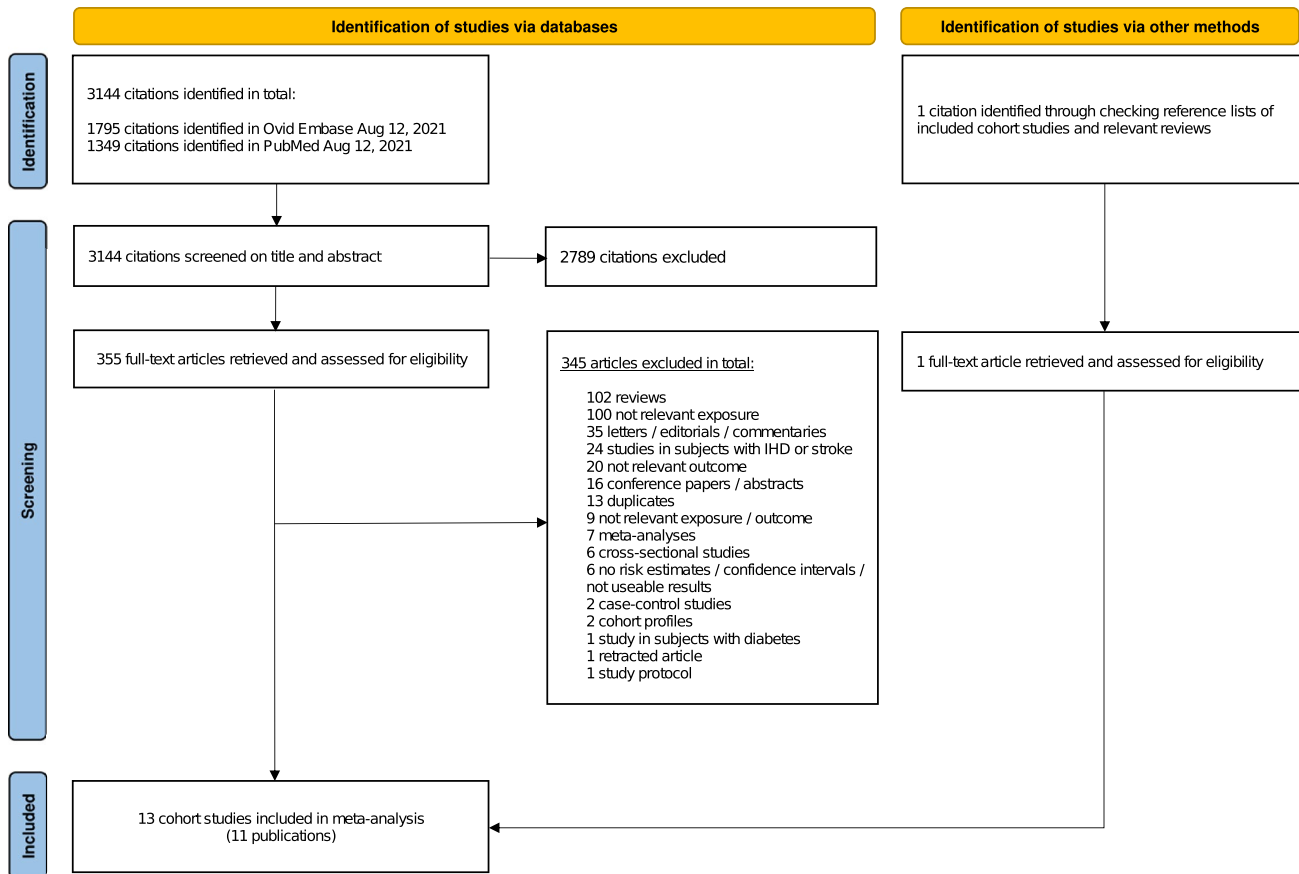 Identification of studies via databases
Identification of studies via other methods
Identification
3144 citations identified in total:
1795 citations identified in Ovid Embase Aug 12, 2021
1349 citations identified in PubMed Aug 12, 2021
1 citation identified through checking reference lists of
included cohort studies and relevant reviews
Screening
3144 citations screened on title and abstract
2789 citations excluded
355 full-text articles retrieved and assessed for eligibility
345 articles excluded in total:
102 reviews
100 not relevant exposure
35 letters / editorials / commentaries
24 studies in subjects with IHD or stroke
20 not relevant outcome
16 conference papers / abstracts
13 duplicates
9 not relevant exposure / outcome
7 meta-analyses
6 cross-sectional studies
6 no risk estimates / confidence intervals /
not useable results
2 case-control studies
2 cohort profiles
1 study in subjects with diabetes
1 retracted article
1 study protocol
1 full-text article retrieved and assessed for eligibility
Included
13 cohort studies included in meta-analysis
(11 publications)